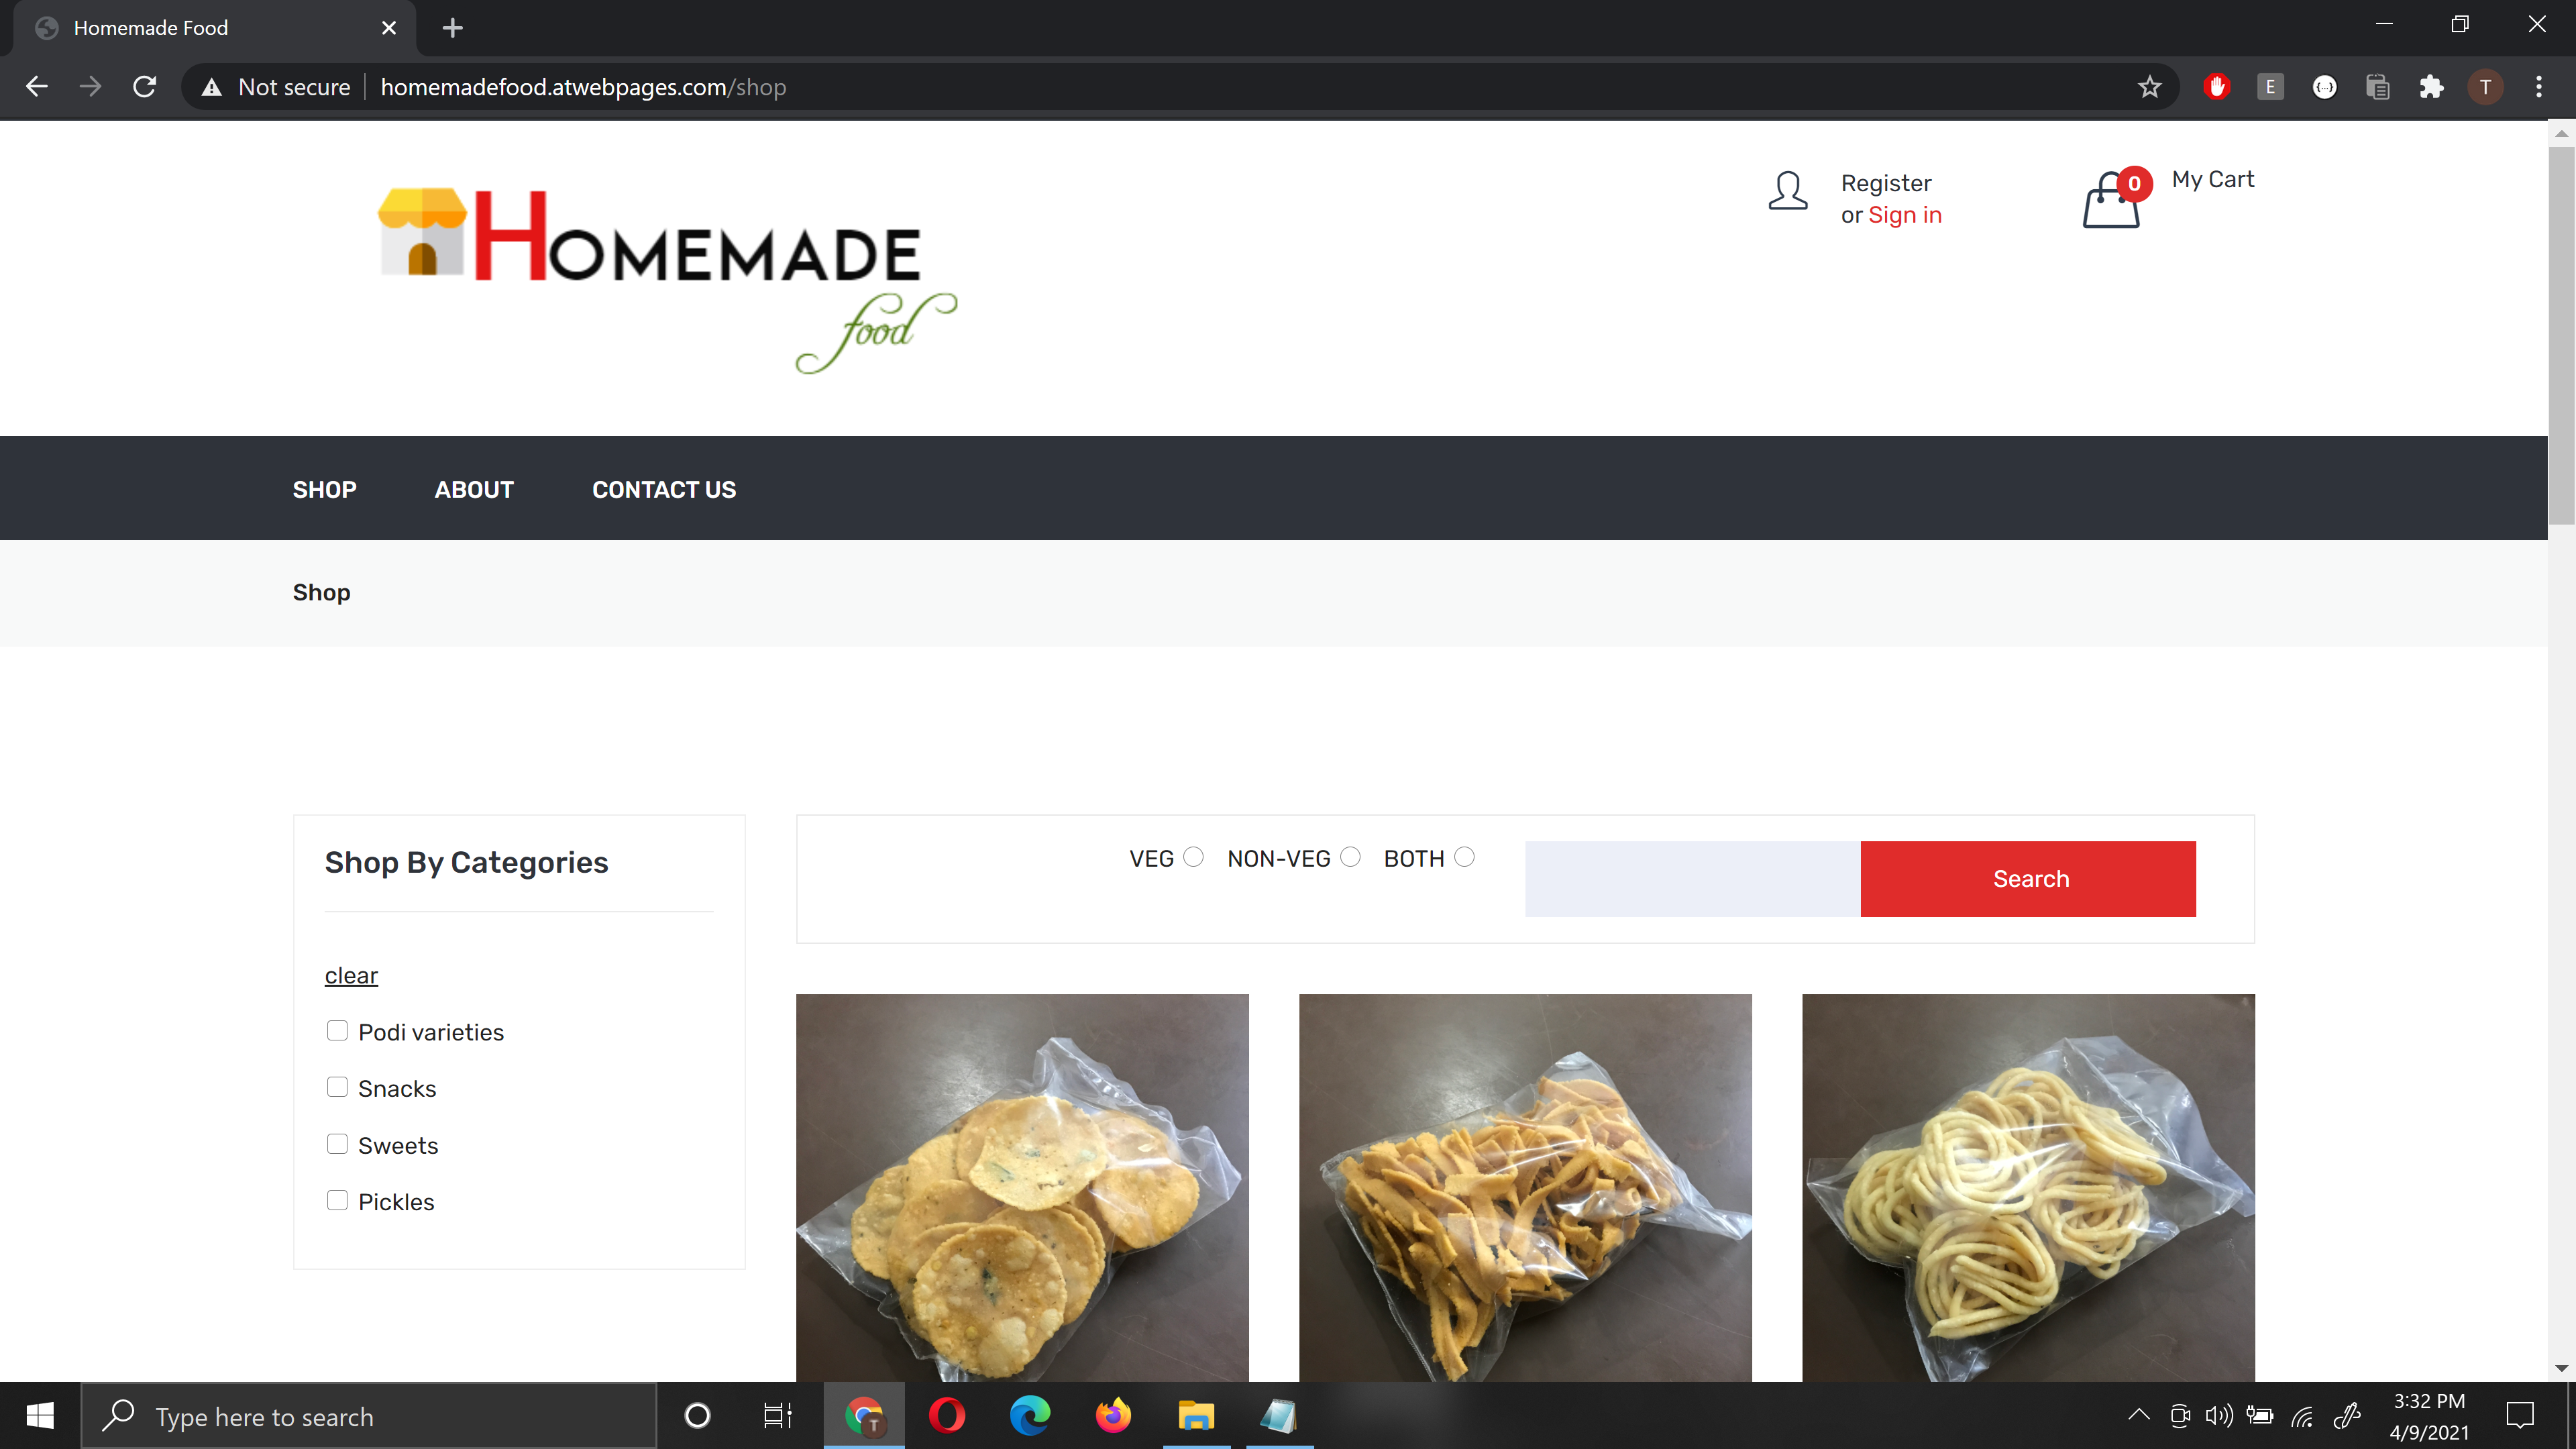 Homemade Food
Not secure
homemadefood.atwebpages.com/shop
E
T
HOMEMADE
food
Register
or Sign in
0
My Cart
SHOP
ABOUT
CONTACT US
Shop
Shop By Categories
clear
Podi varieties
Snacks
Sweets
Pickles
VEG
NON-VEG
BOTH
Search
Type here to search
T
3:32 PM
4/9/2021